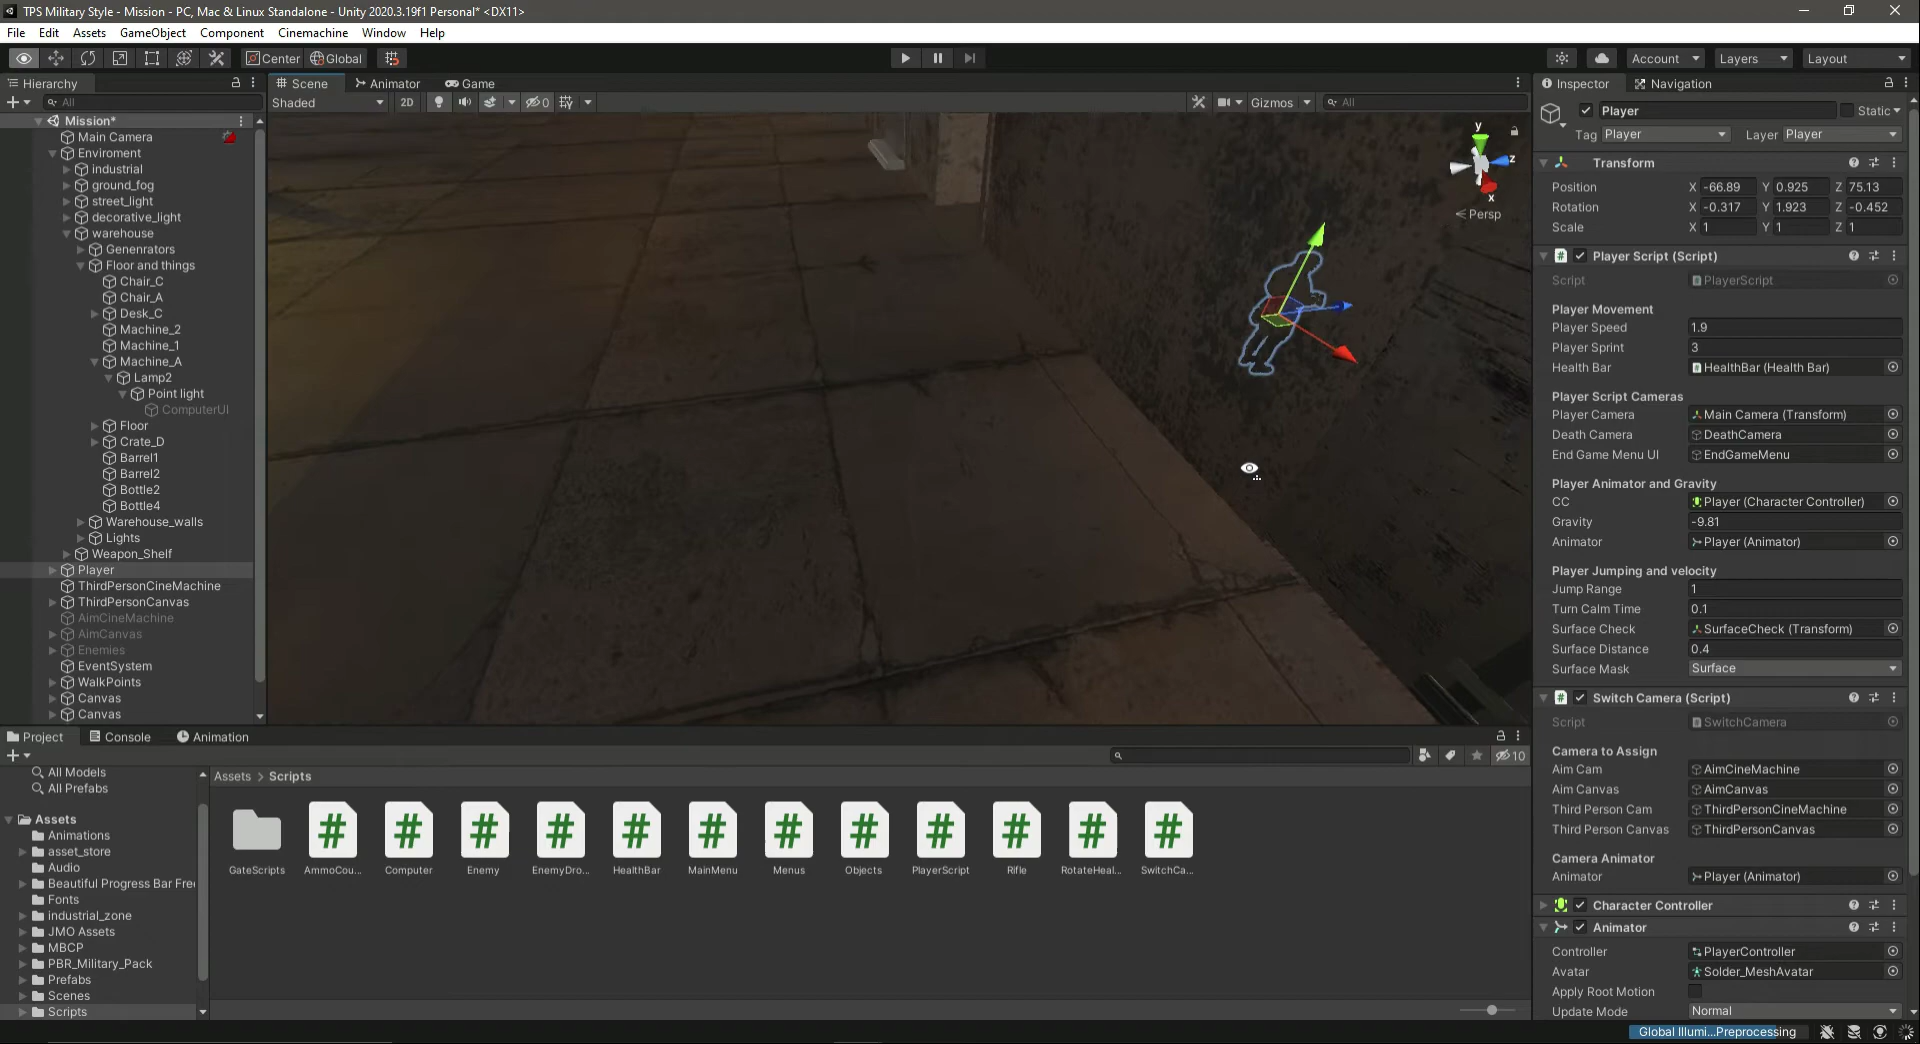 TPS Military Style - Mission - PC, Mac & Linux Standalone - Unity 2020.3.19f1 Personal* <DX11>
File Edit Assets GameObject Component Cinemachine Window Help
Center Global Account Layers Layout
Hierarchy
All
Mission*
Main Camera
Enviroment
industrial
ground_fog
street_light
decorative_light
warehouse
Genenrators
Floor and things
Chair_C
Chair_A
Desk_C
Machine_2
Machine_1
Machine_A
Lamp2
Point light
ComputerUI
Floor
Crate_D
Barrel1
Barrel2
Bottle2
Bottle4
Warehouse_walls
Lights
Weapon_Shelf
Player
ThirdPersonCineMachine
ThirdPersonCanvas
AimCineMachine
AimCanvas
Enemies
EventSystem
WalkPoints
Canvas
Canvas
Scene Animator Game
Shaded 2D 0 Gizmos All
y
z
x
Persp
Inspector Navigation
Player Static
Tag Player Layer Player
Transform
Position X -66.89 Y 0.925 Z 75.13
Rotation X -0.317 Y 1.923 Z -0.452
Scale X 1 Y 1 Z 1
# Player Script (Script)
Script PlayerScript
Player Movement
Player Speed 1.9
Player Sprint 3
Health Bar HealthBar (Health Bar)
Player Script Cameras
Player Camera Main Camera (Transform)
Death Camera DeathCamera
End Game Menu UI EndGameMenu
Player Animator and Gravity
CC Player (Character Controller)
Gravity -9.81
Animator Player (Animator)
Player Jumping and velocity
Jump Range 1
Turn Calm Time 0.1
Surface Check SurfaceCheck (Transform)
Surface Distance 0.4
Surface Mask Surface
# Switch Camera (Script)
Script SwitchCamera
Camera to Assign
Aim Cam AimCineMachine
Aim Canvas AimCanvas
Third Person Cam ThirdPersonCineMachine
Third Person Canvas ThirdPersonCanvas
Camera Animator
Animator Player (Animator)
Character Controller
Animator
Controller PlayerController
Avatar Solder_MeshAvatar
Apply Root Motion
Update Mode Normal
Project Console Animation
10
All Models
All Prefabs
Assets
Animations
asset_store
Audio
Beautiful Progress Bar Free
Fonts
industrial_zone
JMO Assets
MBCP
PBR_Military_Pack
Prefabs
Scenes
Scripts
Assets > Scripts
# # # # # # # # # # # #
GateScripts AmmoCou... Computer Enemy EnemyDro... HealthBar MainMenu Menus Objects PlayerScript Rifle RotateHeal... SwitchCa...
Global Illumi...Preprocessing